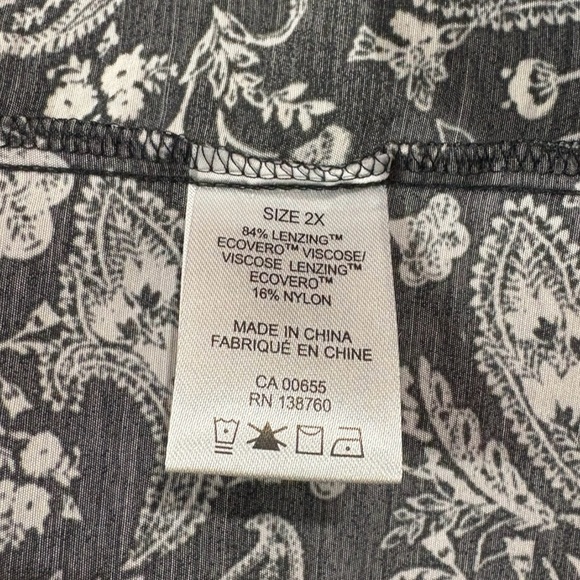 SIZE 2X
84% LENZING™
ECOVERO™ VISCOSE/
VISCOSE LENZING™
ECOVERO™
16% NYLON
MADE IN CHINA
FABRIQUÉ EN CHINE
CA 00655
RN 138760